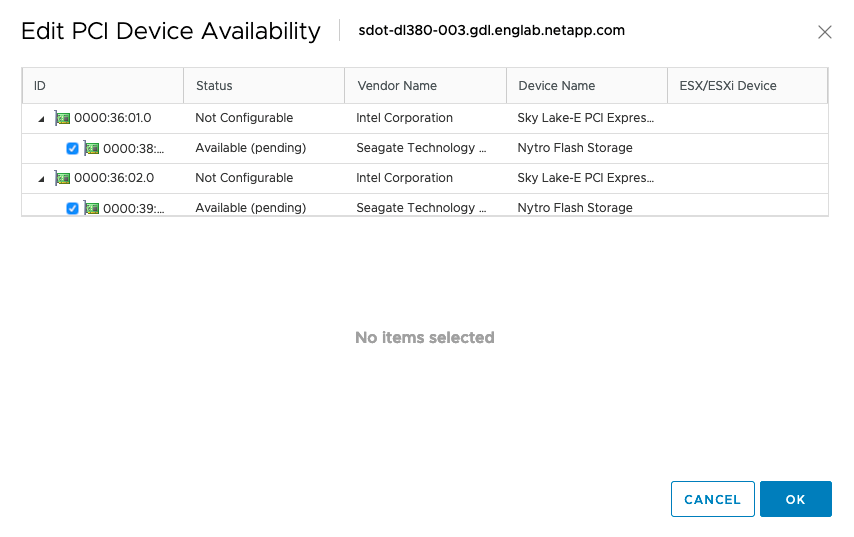 Edit PCI Device Availability sdot-dl380-003.gdl.englab.netapp.com
ID Status Vendor Name Device Name ESX/ESXi Device
0000:36:01.0 Not Configurable Intel Corporation Sky Lake-E PCI Expres...
0000:38:... Available (pending) Seagate Technology ... Nytro Flash Storage
0000:36:02.0 Not Configurable Intel Corporation Sky Lake-E PCI Expres...
0000:39:... Available (pending) Seagate Technology ... Nytro Flash Storage
No items selected
CANCEL OK